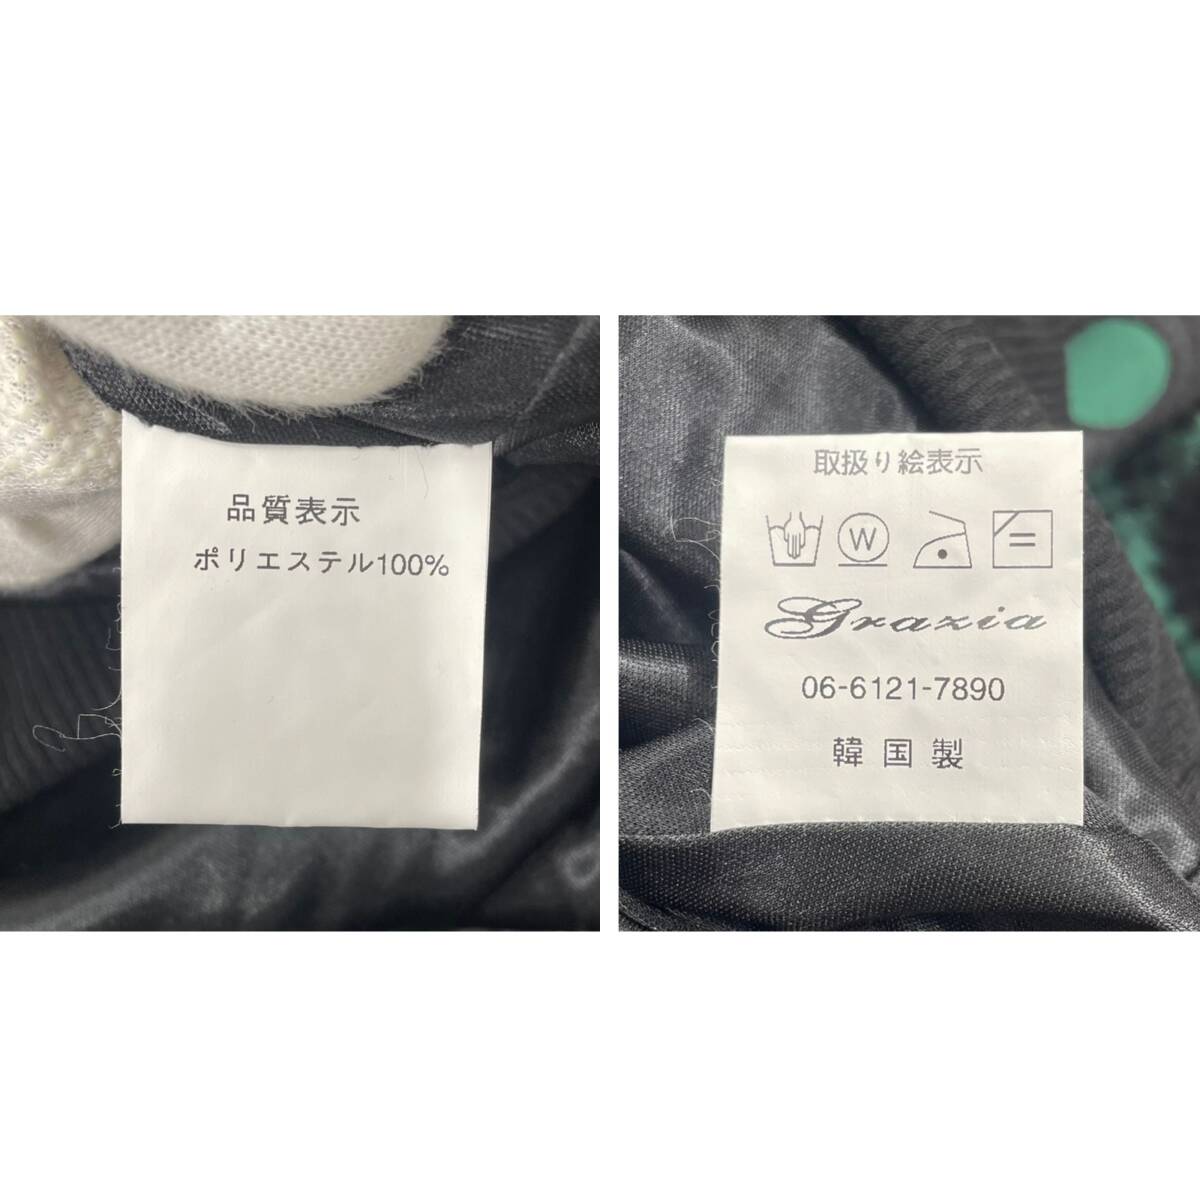 品質表示
ポリエステル100%
取扱り絵表示
W
Grazia
06-6121-7890
韓国製